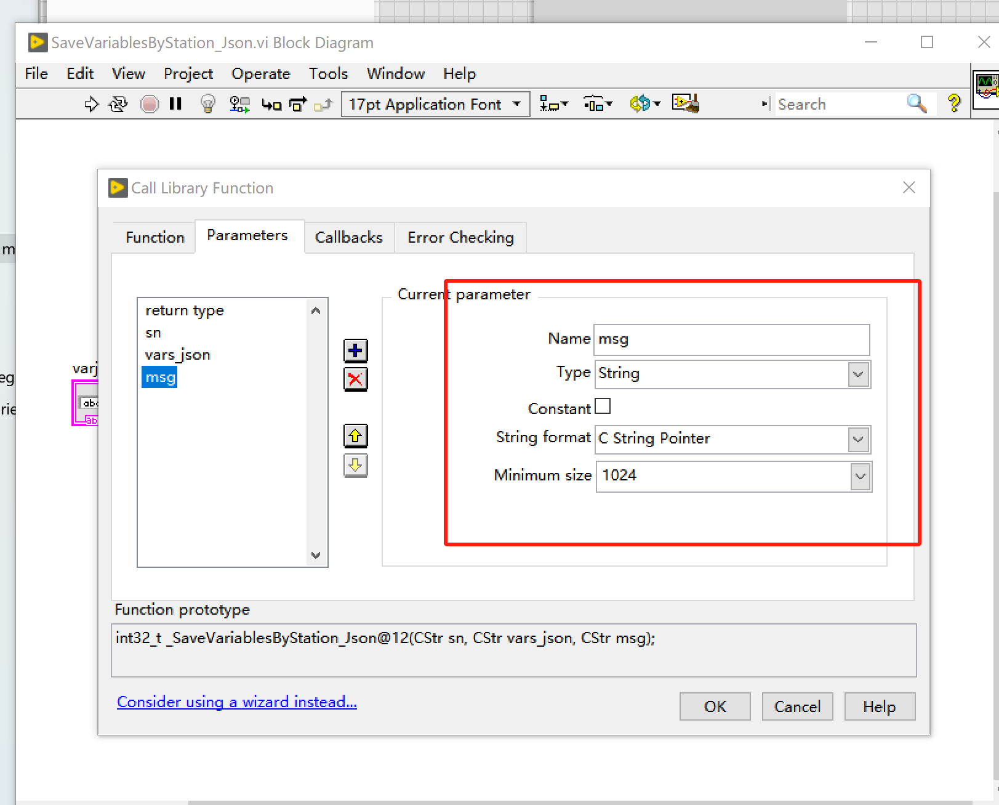 SaveVariablesByStation_Json.vi Block Diagram
File Edit View Project Operate Tools Window Help
17pt Application Font
Search
Call Library Function
Function Parameters Callbacks Error Checking
Current parameter
return type
sn
vars_json
msg
Name msg
Type String
Constant
String format C String Pointer
Minimum size 1024
varj
abc
Function prototype
int32_t _SaveVariablesByStation_Json@12(CStr sn, CStr vars_json, CStr msg);
Consider using a wizard instead...
OK Cancel Help